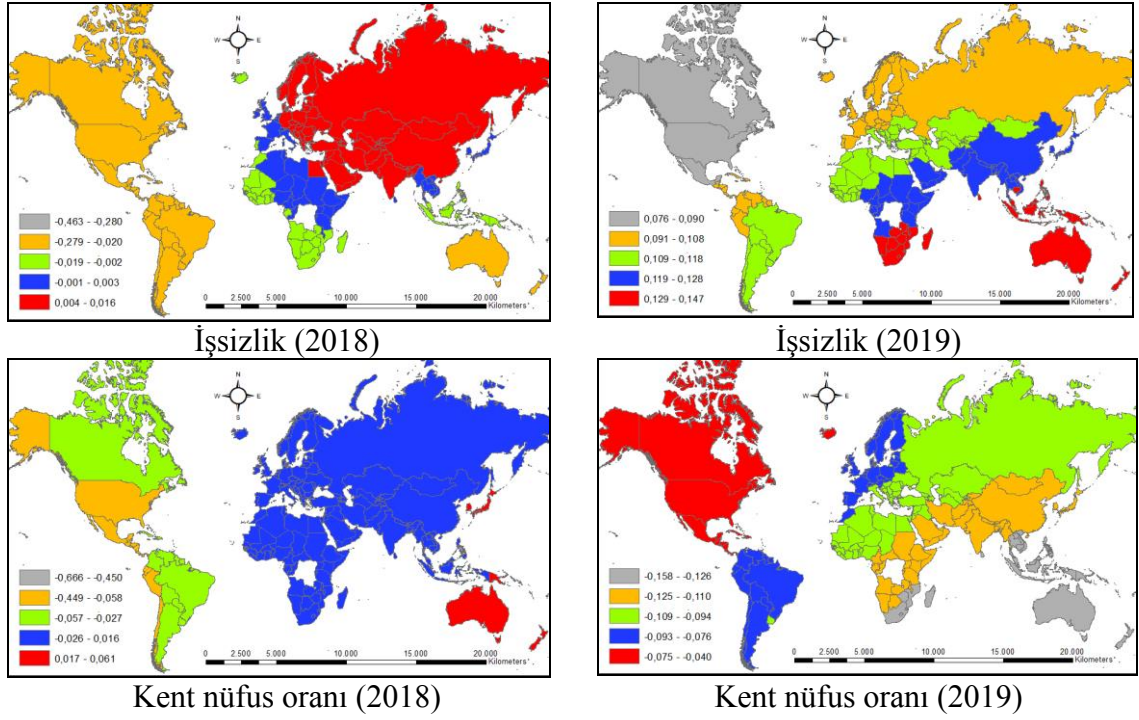 N
W E
S
-0,463 - -0,280
-0,279 - -0,020
-0,019 - -0,002
-0,001 - 0,003
0,004 - 0,016
0 2.500 5.000 10.000 15.000 20.000
Kilometers
İşsizlik (2018)
N
W E
S
0,076 - 0,090
0,091 - 0,108
0,109 - 0,118
0,119 - 0,128
0,129 - 0,147
0 2.500 5.000 10 000 15.000 20 000
Kilometers
İşsizlik (2019)
N
W E
S
-0,666 - -0,450
-0,449 - -0,058
-0,057 - -0,027
-0,026 - 0,016
0,017 - 0,061
0 2.500 5.000 10.000 15.000 20.000
Kilometers
Kent nüfus oranı (2018)
N
W E
S
-0,158 - -0,126
-0,125 - -0,110
-0,109 - -0,094
-0,093 - -0,076
-0,075 - -0,040
0 2.500 5.000 10.000 15.000 20.000
Kilometers
Kent nüfus oranı (2019)